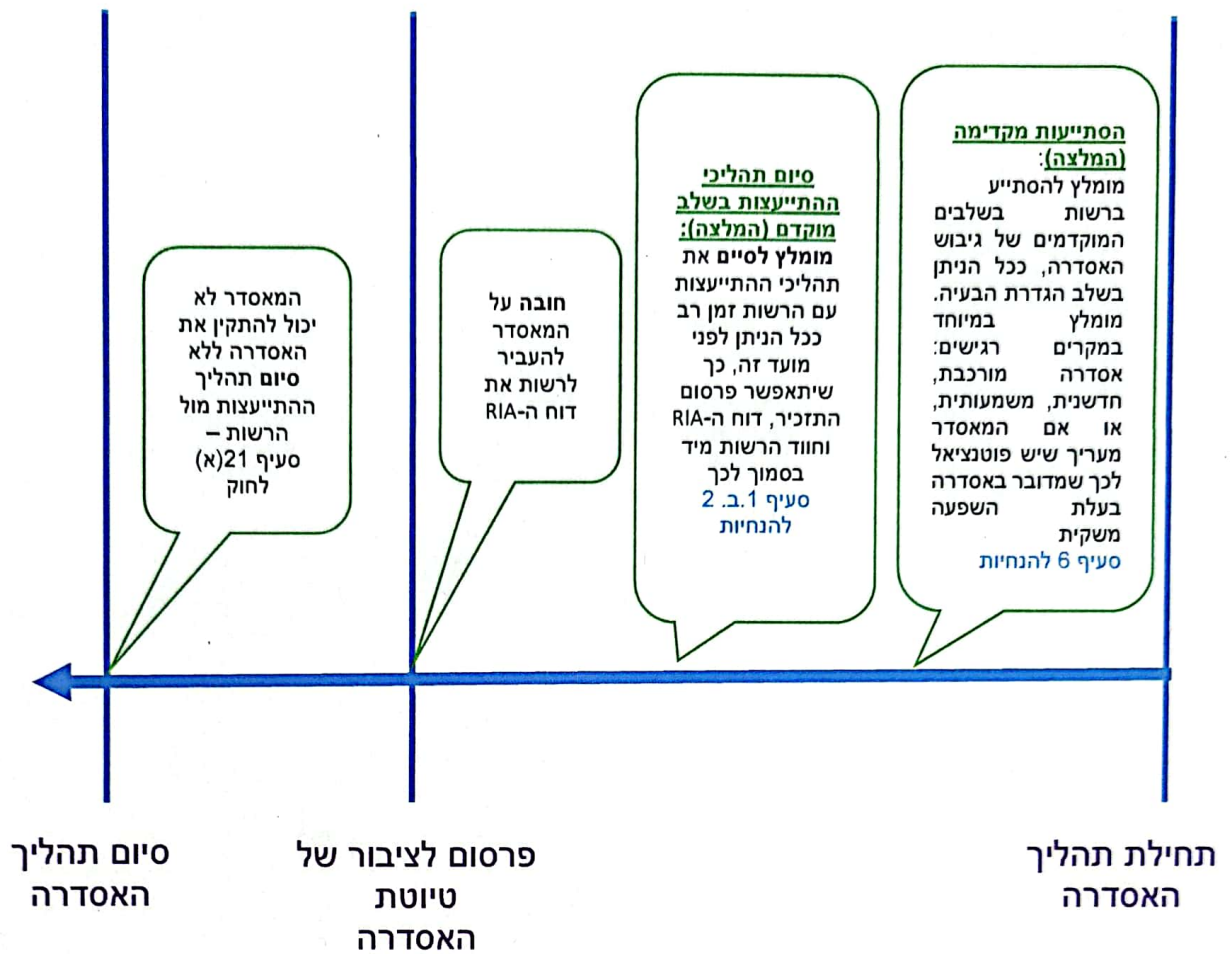 הסתייעות מקדימה
(המלצה):
מומלץ להסתייע
ברשות בשלבים
המוקדמים של גיבוש
האסדרה, ככל הניתן
בשלב הגדרת הבעיה.
מומלץ במיוחד
במקרים רגישים:
אסדרה מורכבת,
חדשנית, משמעותית,
או אם המאסדר
מעריך שיש פוטנציאל
לכך שמדובר באסדרה
בעלת השפעה
משקית
סעיף 6 להנחיות
סיום תהליכי
ההתייעצות בשלב
מוקדם (המלצה):
מומלץ לסיים את
תהליכי ההתייעצות
עם הרשות זמן רב
ככל הניתן לפני
מועד זה, כך
שיתאפשר פרסום
התזכיר, דוח ה-RIA
וחווד הרשות מיד
בסמוך לכך
סעיף 1.ב. 2
להנחיות
חובה על
המאסדר
להעביר
לרשות את
דוח ה-RIA
המאסדר לא
יכול להתקין את
האסדרה ללא
סיום תהליך
ההתייעצות מול
הרשות –
סעיף 21(א)
לחוק
תחילת תהליך
האסדרה
פרסום לציבור של
טיוטת
האסדרה
סיום תהליך
האסדרה